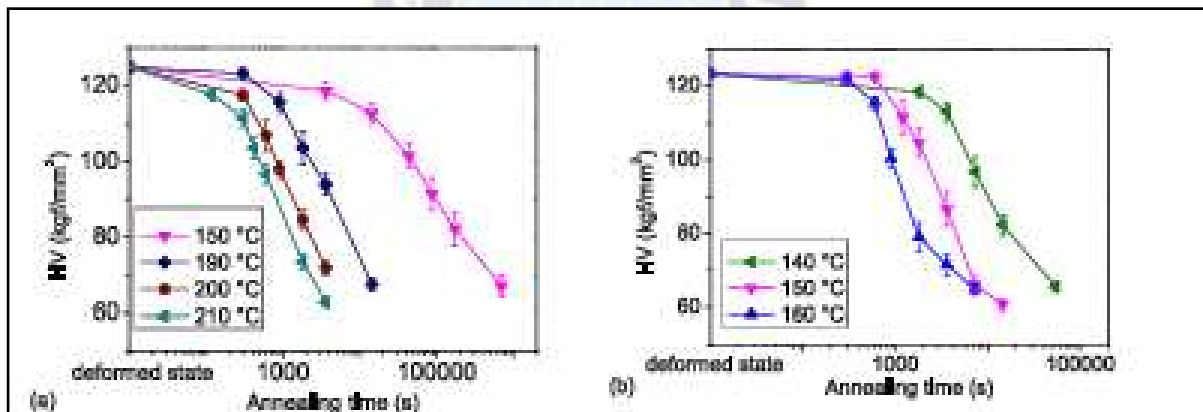 120
100
80
60
HV (kgf/mm²)
150 °C
190 °C
200 °C
210 °C
deformed state 1000 100000
(a) Annealing time (s)
120
100
80
60
HV (kgf/mm²)
140 °C
150 °C
160 °C
deformed state 1000 100000
(b) Annealing time (s)